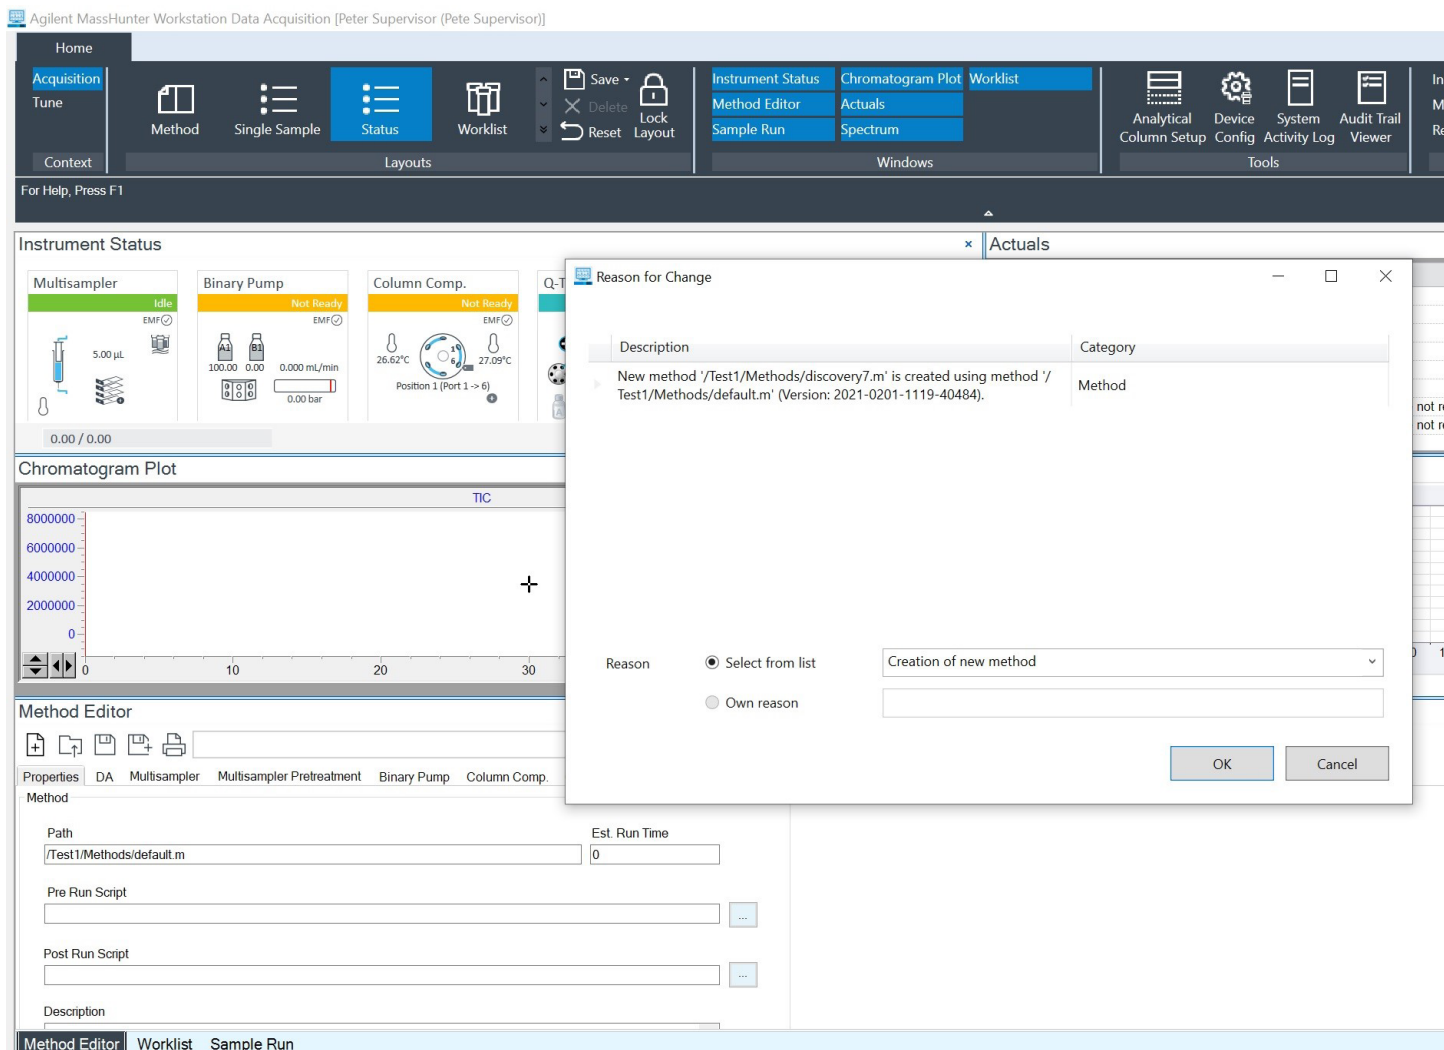 Agilent MassHunter Workstation Data Acquisition [Peter Supervisor (Pete Supervisor)]
Home
Acquisition
Tune
Context
Method
Single Sample
Status
Worklist
Save
Delete
Reset
Lock
Layout
Layouts
Instrument Status
Chromatogram Plot
Worklist
Method Editor
Actuals
Sample Run
Spectrum
Windows
Analytical
Column Setup
Device
Config
System
Activity Log
Audit Trail
Viewer
Tools
For Help, Press F1
Instrument Status
Actuals
Multisampler
Idle
EMF
5.00 µL
Binary Pump
Not Ready
EMF
A1 B1
100.00 0.00 0.000 mL/min
0.00 bar
Column Comp.
Not Ready
EMF
26.62°C
27.09°C
1
6
Position 1 (Port 1 -> 6)
0.00 / 0.00
Chromatogram Plot
TIC
8000000
6000000
4000000
2000000
0
0 10 20 30
Method Editor
Properties DA Multisampler Multisampler Pretreatment Binary Pump Column Comp.
Method
Path
Est. Run Time
/Test1/Methods/default.m
0
Pre Run Script
...
Post Run Script
...
Description
Method Editor Worklist Sample Run
Reason for Change
Description Category
New method '/Test1/Methods/discovery7.m' is created using method '/
Test1/Methods/default.m' (Version: 2021-0201-1119-40484).
Method
Reason
Select from list
Creation of new method
Own reason
OK
Cancel
not
not